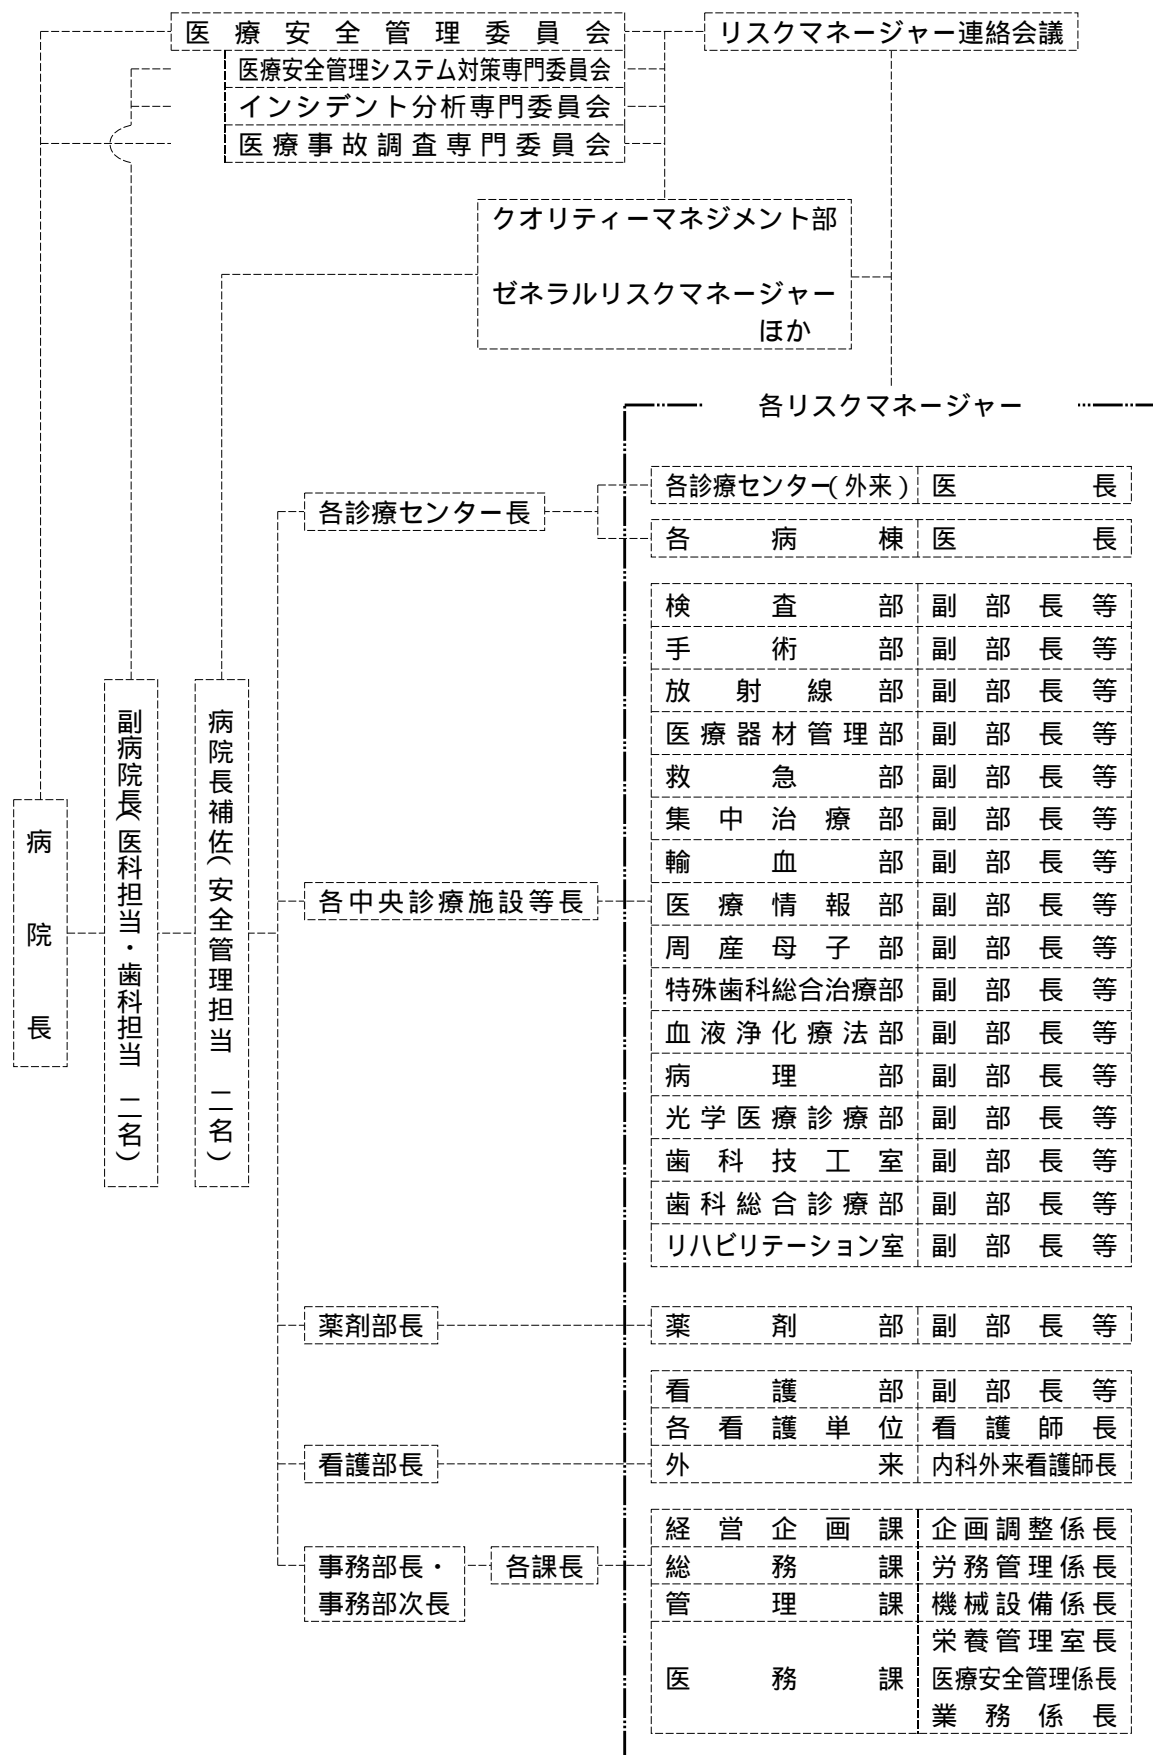 医療安全管理委員会
リスクマネージャー連絡会議
医療安全管理システム対策専門委員会
インシデント分析専門委員会
医療事故調査専門委員会
クオリティーマネジメント部
ゼネラルリスクマネージャー
ほか
各リスクマネージャー
病院長
副病院長(医科担当・歯科担当 二名)
病院長補佐(安全管理担当 二名)
各診療センター長
各診療センター(外来) 医長
各病棟 医長
各中央診療施設等長
検査部 副部長等
手術部 副部長等
放射線部 副部長等
医療器材管理部 副部長等
救急部 副部長等
集中治療部 副部長等
輸血部 副部長等
医療情報部 副部長等
周産母子部 副部長等
特殊歯科総合治療部 副部長等
血液浄化療法部 副部長等
病理部 副部長等
光学医療診療部 副部長等
歯科技工室 副部長等
歯科総合診療部 副部長等
リハビリテーション室 副部長等
薬剤部長
薬剤部 副部長等
看護部長
看護部 副部長等
各看護単位 看護師長
外来 内科外来看護師長
事務部長・
事務部次長
各課長
経営企画課 企画調整係長
総務課 労務管理係長
管理課 機械設備係長
医務課 栄養管理室長
医療安全管理係長
業務係長